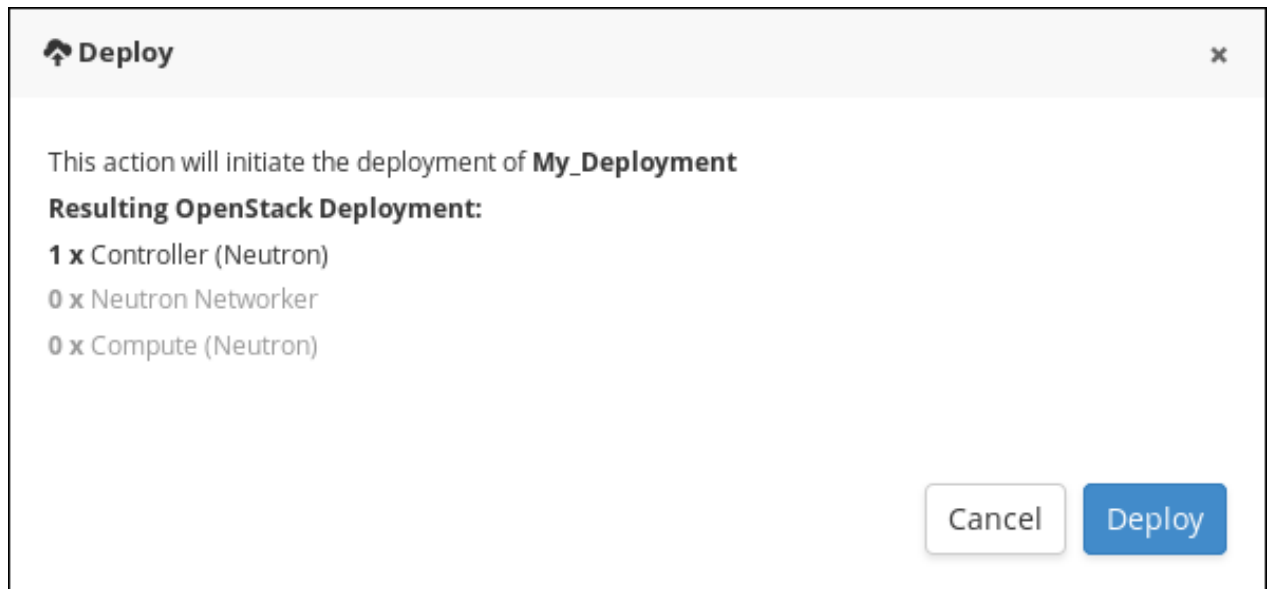 Deploy
×
This action will initiate the deployment of My_Deployment
Resulting OpenStack Deployment:
1 x Controller (Neutron)
0 x Neutron Networker
0 x Compute (Neutron)
Cancel Deploy